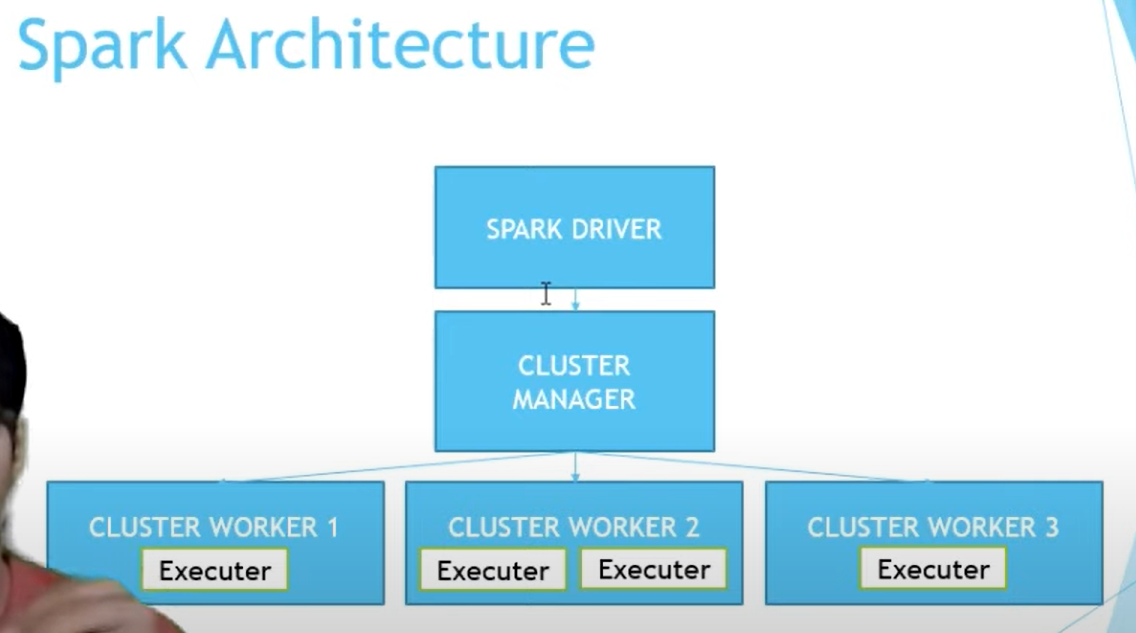 Spark Architecture
SPARK DRIVER
CLUSTER
MANAGER
CLUSTER WORKER 1
Executer
CLUSTER WORKER 2
Executer Executer
CLUSTER WORKER 3
Executer